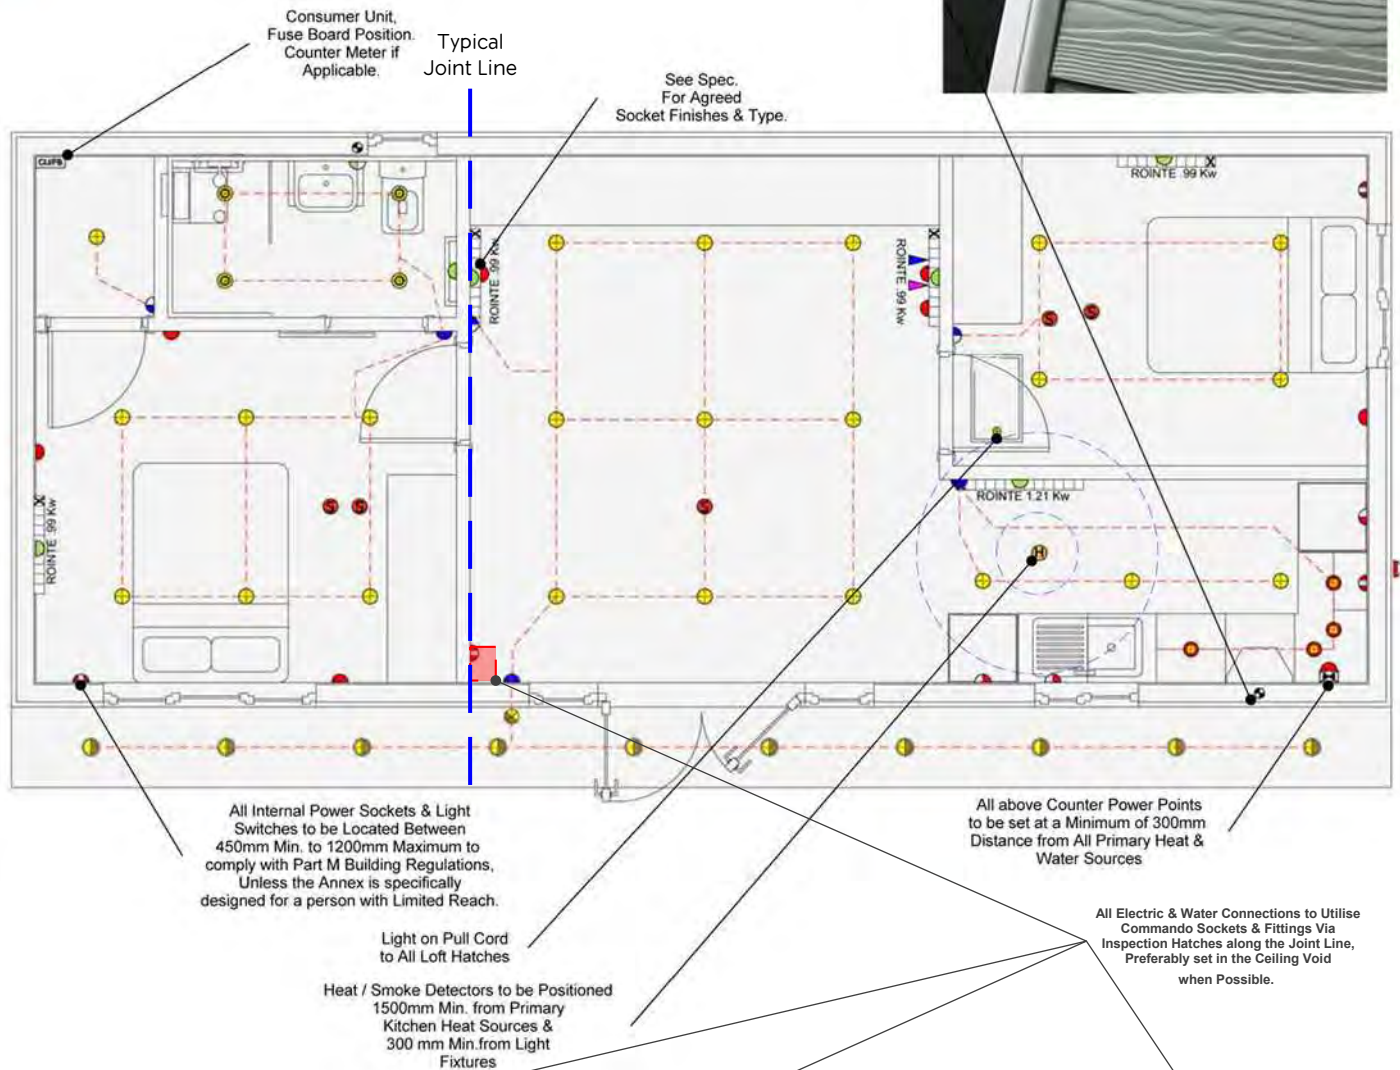 Consumer Unit,
Fuse Board Position.
Counter Meter if
Applicable.
Typical
Joint Line
See Spec.
For Agreed
Socket Finishes & Type.
ROINTE .99 Kw
X
X
ROINTE .99 Kw
X
ROINTE .99 Kw
S
S
X
ROINTE .99 Kw
S
S
S
ROINTE 1.21 Kw
H
All Internal Power Sockets & Light
Switches to be Located Between
450mm Min. to 1200mm Maximum to
comply with Part M Building Regulations,
Unless the Annex is specifically
designed for a person with Limited Reach.
All above Counter Power Points
to be set at a Minimum of 300mm
Distance from All Primary Heat &
Water Sources
All Electric & Water Connections to Utilise
Commando Sockets & Fittings Via
Inspection Hatches along the Joint Line,
Preferably set in the Ceiling Void
when Possible.
Light on Pull Cord
to All Loft Hatches
Heat / Smoke Detectors to be Positioned
1500mm Min. from Primary
Kitchen Heat Sources &
300 mm Min.from Light
Fixtures